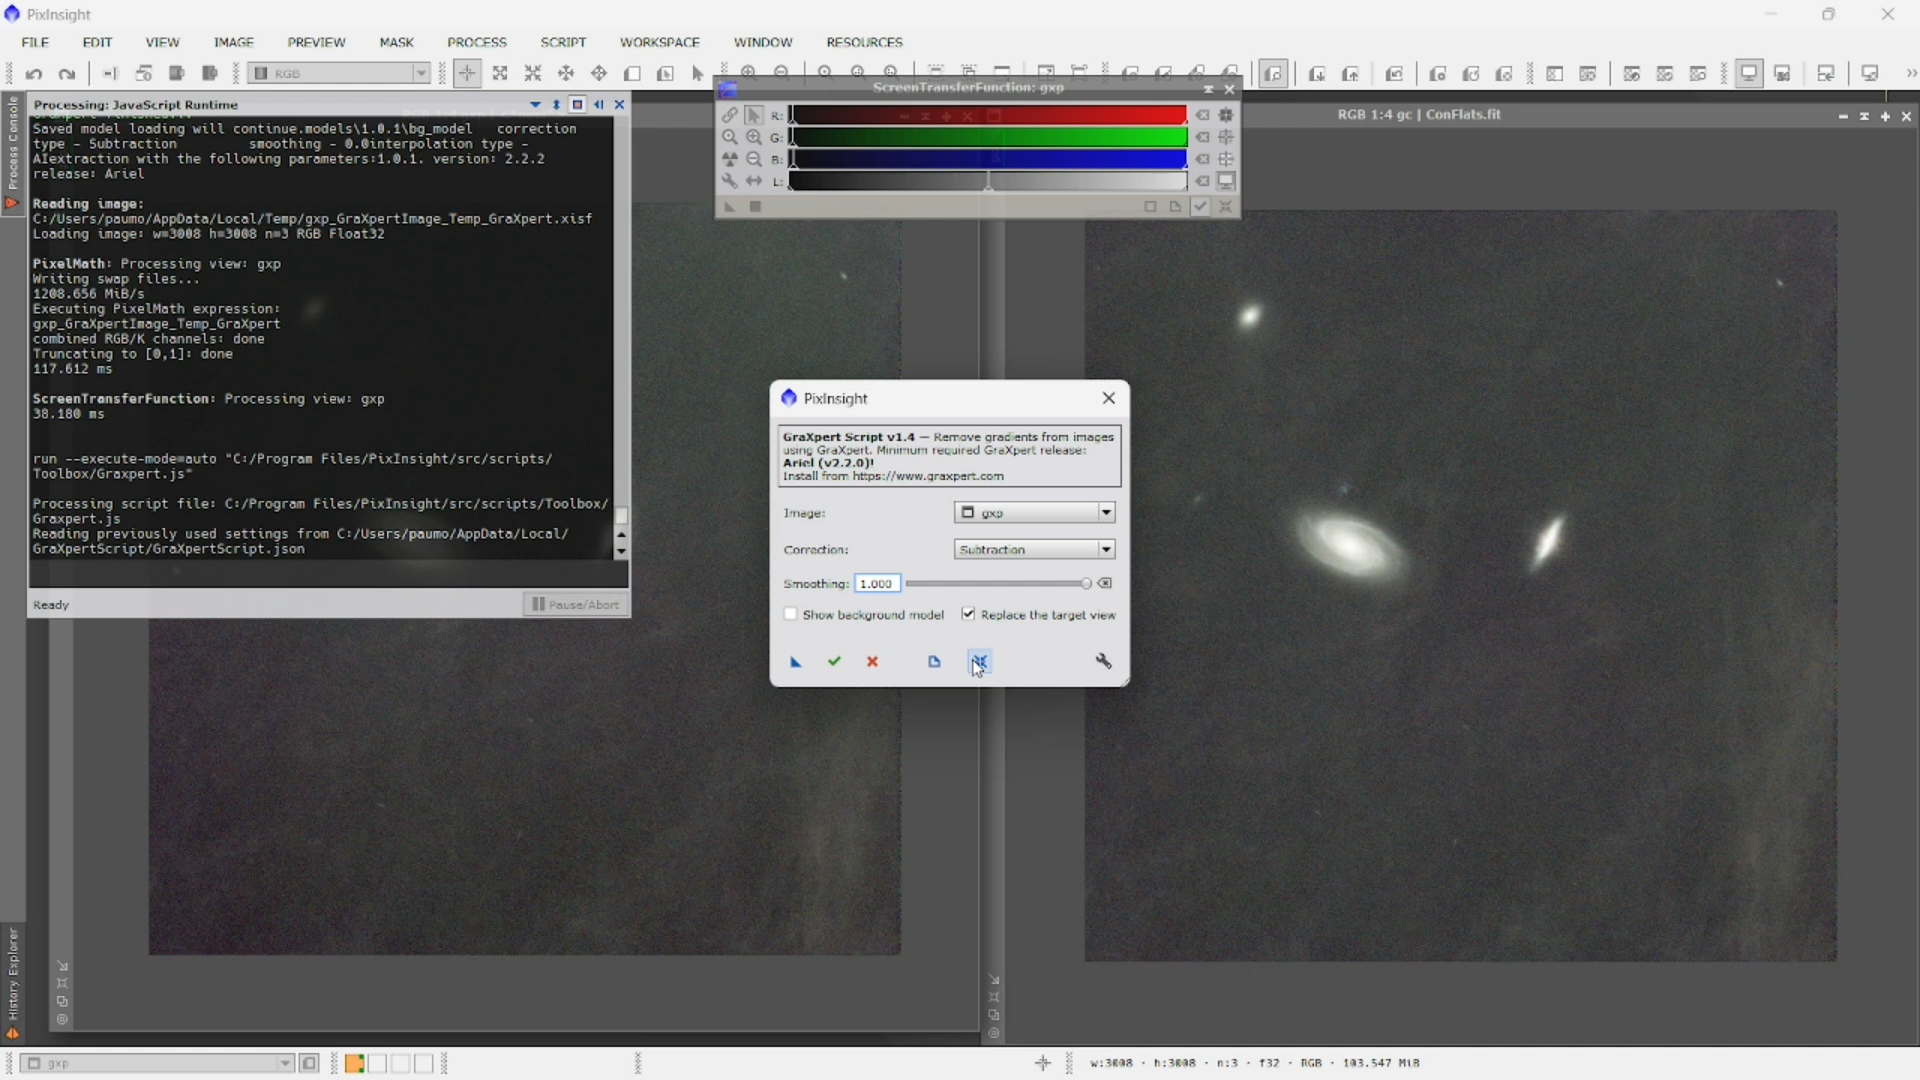 PixInsight
FILE EDIT VIEW IMAGE PREVIEW MASK PROCESS SCRIPT WORKSPACE WINDOW RESOURCES
RGB
Process Console
Processing: JavaScript Runtime
Saved model loading will continue.models\1.0.1\bg_model correction
type - Subtraction smoothing - 0.0interpolation type -
AIextraction with the following parameters:1.0.1. version: 2.2.2
release: Ariel
Reading image:
C:/Users/paumo/AppData/Local/Temp/gxp_GraXpertImage_Temp_GraXpert.xisf
Loading image: w=3008 h=3008 n=3 RGB Float32
PixelMath: Processing view: gxp
Writing swap files...
1208.656 MiB/s
Executing PixelMath expression:
gxp_GraXpertImage_Temp_GraXpert
combined RGB/K channels: done
Truncating to [0,1]: done
117.612 ms
ScreenTransferFunction: Processing view: gxp
38.180 ms
run --execute-mode=auto "C:/Program Files/PixInsight/src/scripts/
Toolbox/Graxpert.js"
Processing script file: C:/Program Files/PixInsight/src/scripts/Toolbox/
Graxpert.js
Reading previously used settings from C:/Users/paumo/AppData/Local/
GraXpertScript/GraXpertScript.json
Ready
Pause/Abort
ScreenTransferFunction: gxp
R:
G:
B:
L:
RGB 1:4 gc | ConFlats.fit
PixInsight
GraXpert Script v1.4 — Remove gradients from images
using GraXpert. Minimum required GraXpert release:
Ariel (v2.2.0)!
Install from https://www.graxpert.com
Image: gxp
Correction: Subtraction
Smoothing: 1.000
Show background model Replace the target view
History Explorer
gxp
w:3008 · h:3008 · n:3 · f32 · RGB · 103.547 MiB